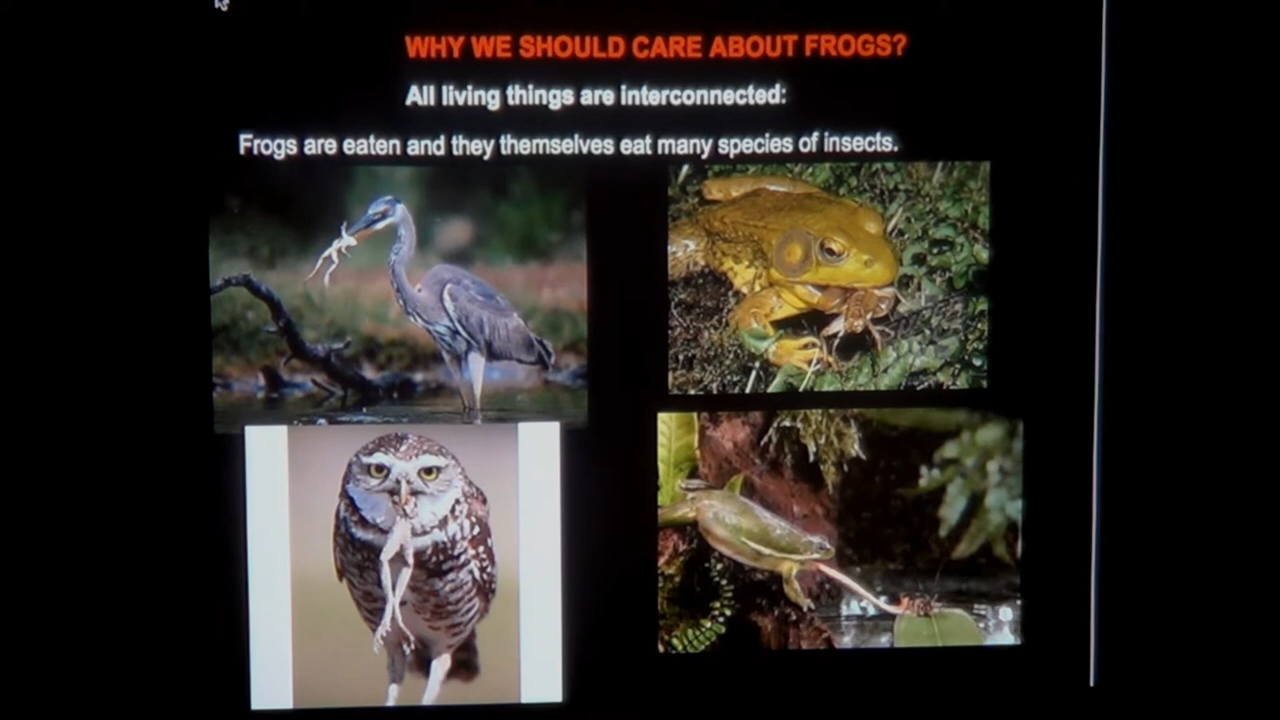 WHY WE SHOULD CARE ABOUT FROGS?
All living things are interconnected:
Frogs are eaten and they themselves eat many species of insects.